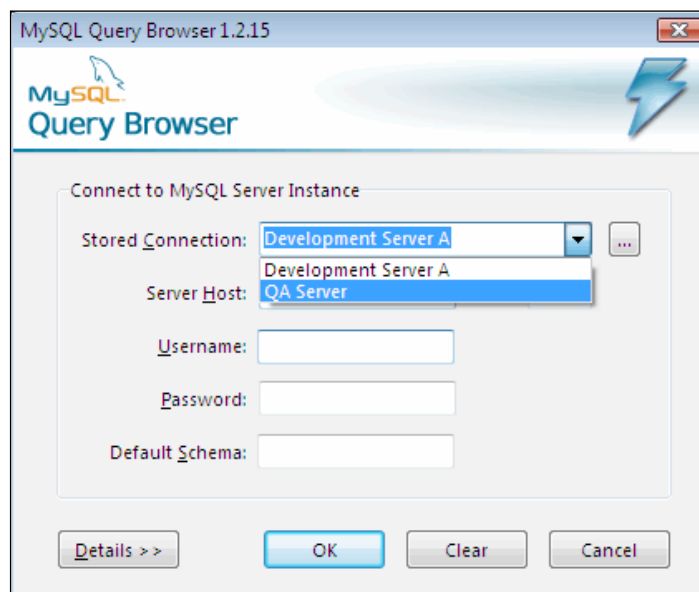 MySQL Query Browser 1.2.15
MySQL
Query Browser
Connect to MySQL Server Instance
Stored Connection: Development Server A ...
Development Server A
Server Host: QA Server
Username:
Password:
Default Schema:
Details >> OK Clear Cancel